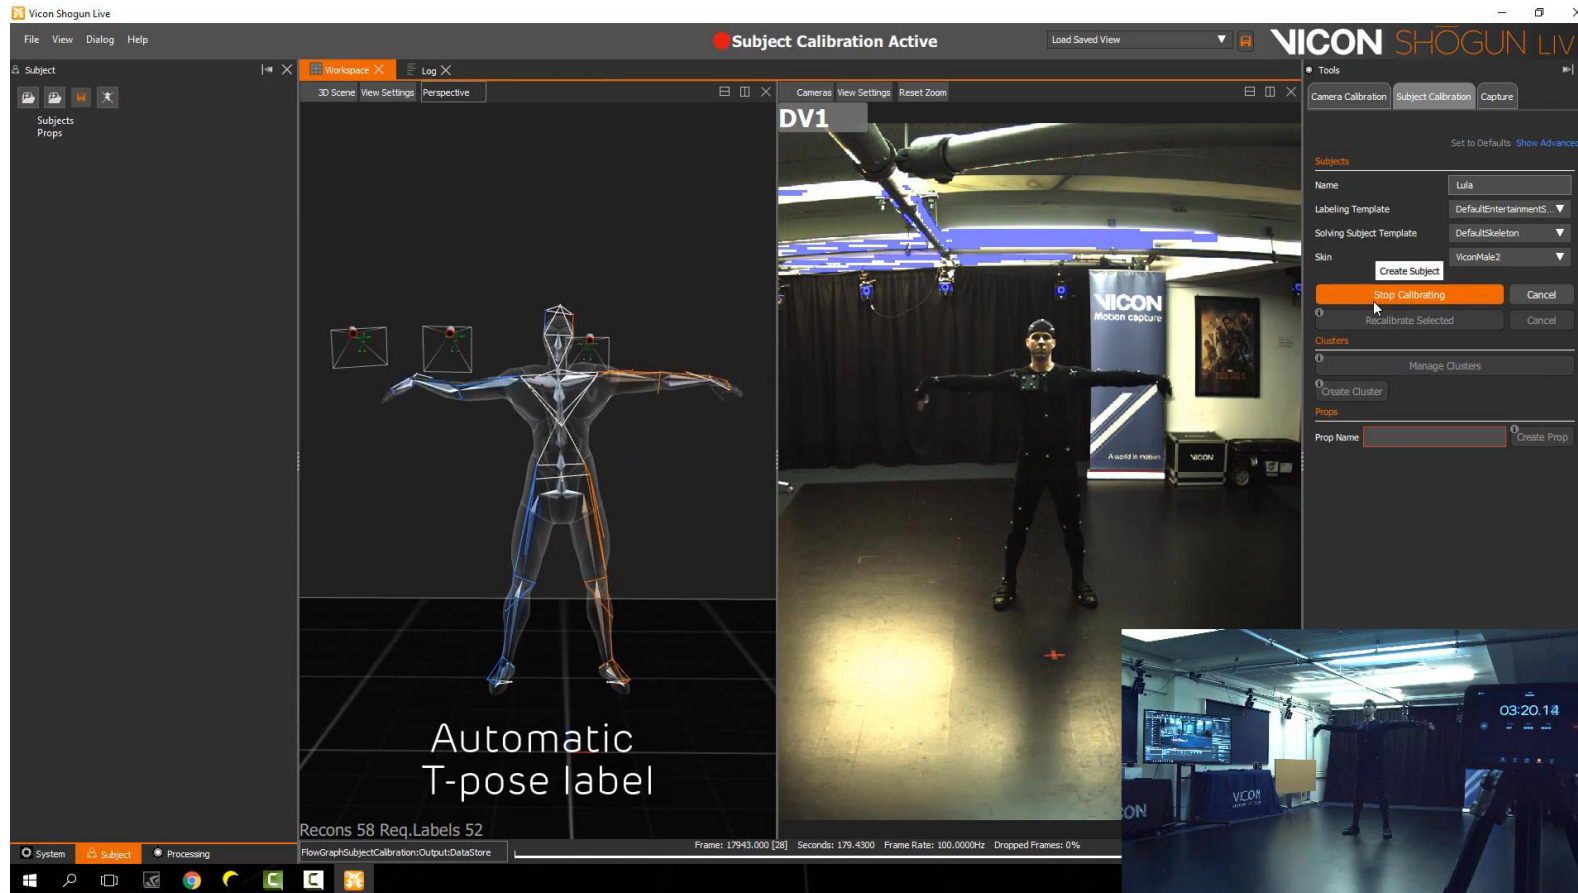 Vicon Shogun Live
File View Dialog Help
Subject Calibration Active
Load Saved View
VICON SHOGUN LIV
Subject
Workspace
Log
Tools
3D Scene View Settings Perspective
Cameras View Settings Reset Zoom
Camera Calibration Subject Calibration Capture
Subjects
Props
DV1
Set to Defaults Show Advanced
Subjects
Name Lula
Labeling Template DefaultEntertainmentS...
Solving Subject Template DefaultSkeleton
Skin ViconMale2
Create Subject
Stop Calibrating Cancel
Recalibrate Selected Cancel
Clusters
Manage Clusters
Create Cluster
Props
Prop Name Create Prop
VICON
Motion capture
A world in motion
VICON
Automatic
T-pose label
Recons 58 Req.Labels 52
03:20.14
VICON
ON
System Subject Processing
FlowGraphSubjectCalibration:Output:DataStore
Frame: 17943.000 [28] Seconds: 179.4300 Frame Rate: 100.0000Hz Dropped Frames: 0%